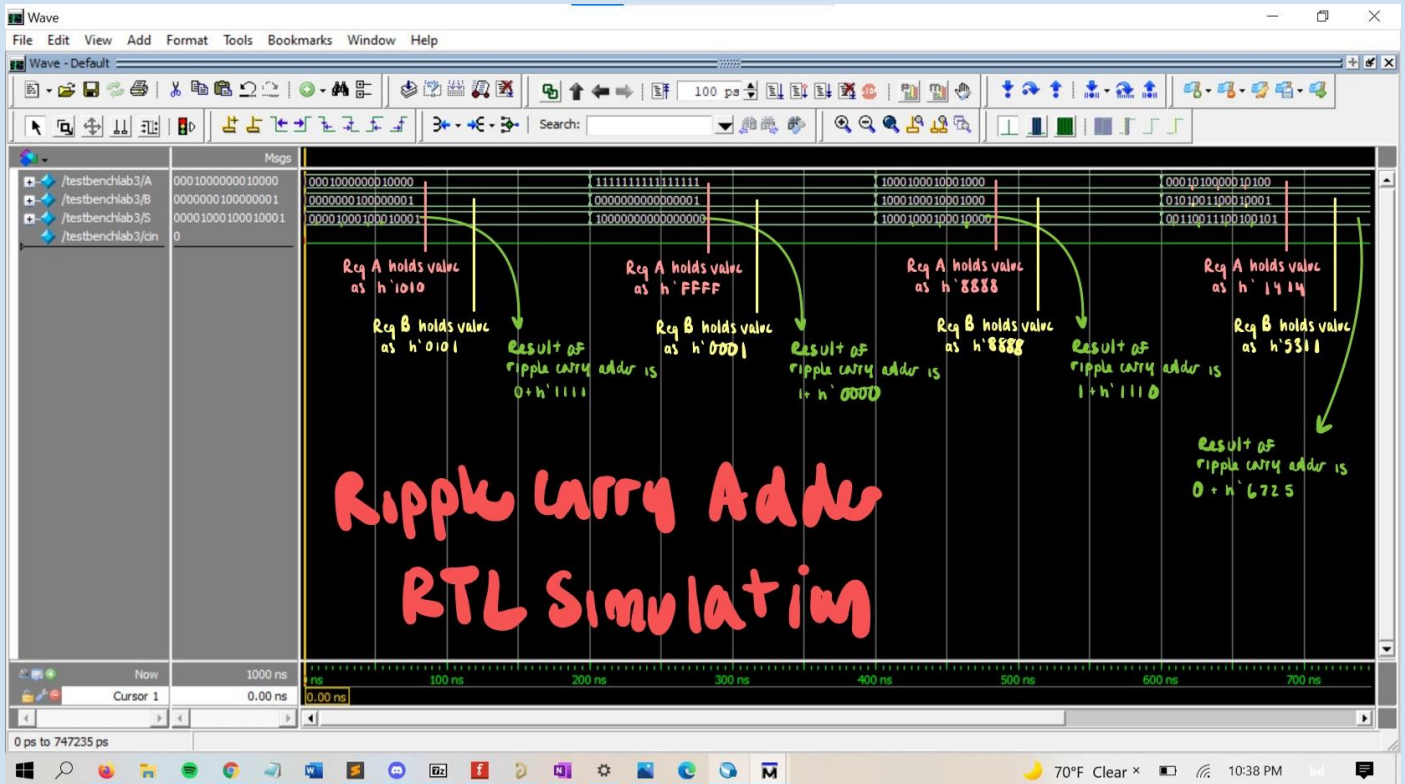 Wave
File Edit View Add Format Tools Bookmarks Window Help
Wave - Default
100 ps
Search:
Msgs
/testbenchlab3/A 0001000000010000 0001000000010000 1111111111111111 1000100010001000 0001010000010100
/testbenchlab3/B 0000000100000001 0000000100000001 0000000000000001 1000100010001000 0101001100010001
/testbenchlab3/S 00001000100010001 00001000100010001 10000000000000000 10001000100010000 00110011100100101
/testbenchlab3/cin 0
Reg A holds value
as h'1010
Reg A holds value
as h'FFFF
Reg A holds value
as h'8888
Reg A holds value
as h'1414
Reg B holds value
as h'0101
Reg B holds value
as h'0001
Reg B holds value
as h'8888
Reg B holds value
as h'5311
Result of
ripple carry adder is
0+h'1111
Result of
ripple carry adder is
1+h'0000
Result of
ripple carry adder is
1+h'1110
Result of
ripple carry adder is
0+h'6725
Ripple Carry Adder
RTL Simulation
Now 1000 ns
ns 100 ns 200 ns 300 ns 400 ns 500 ns 600 ns 700 ns
Cursor 1 0.00 ns 0.00 ns
0 ps to 747235 ps
70°F Clear 10:38 PM